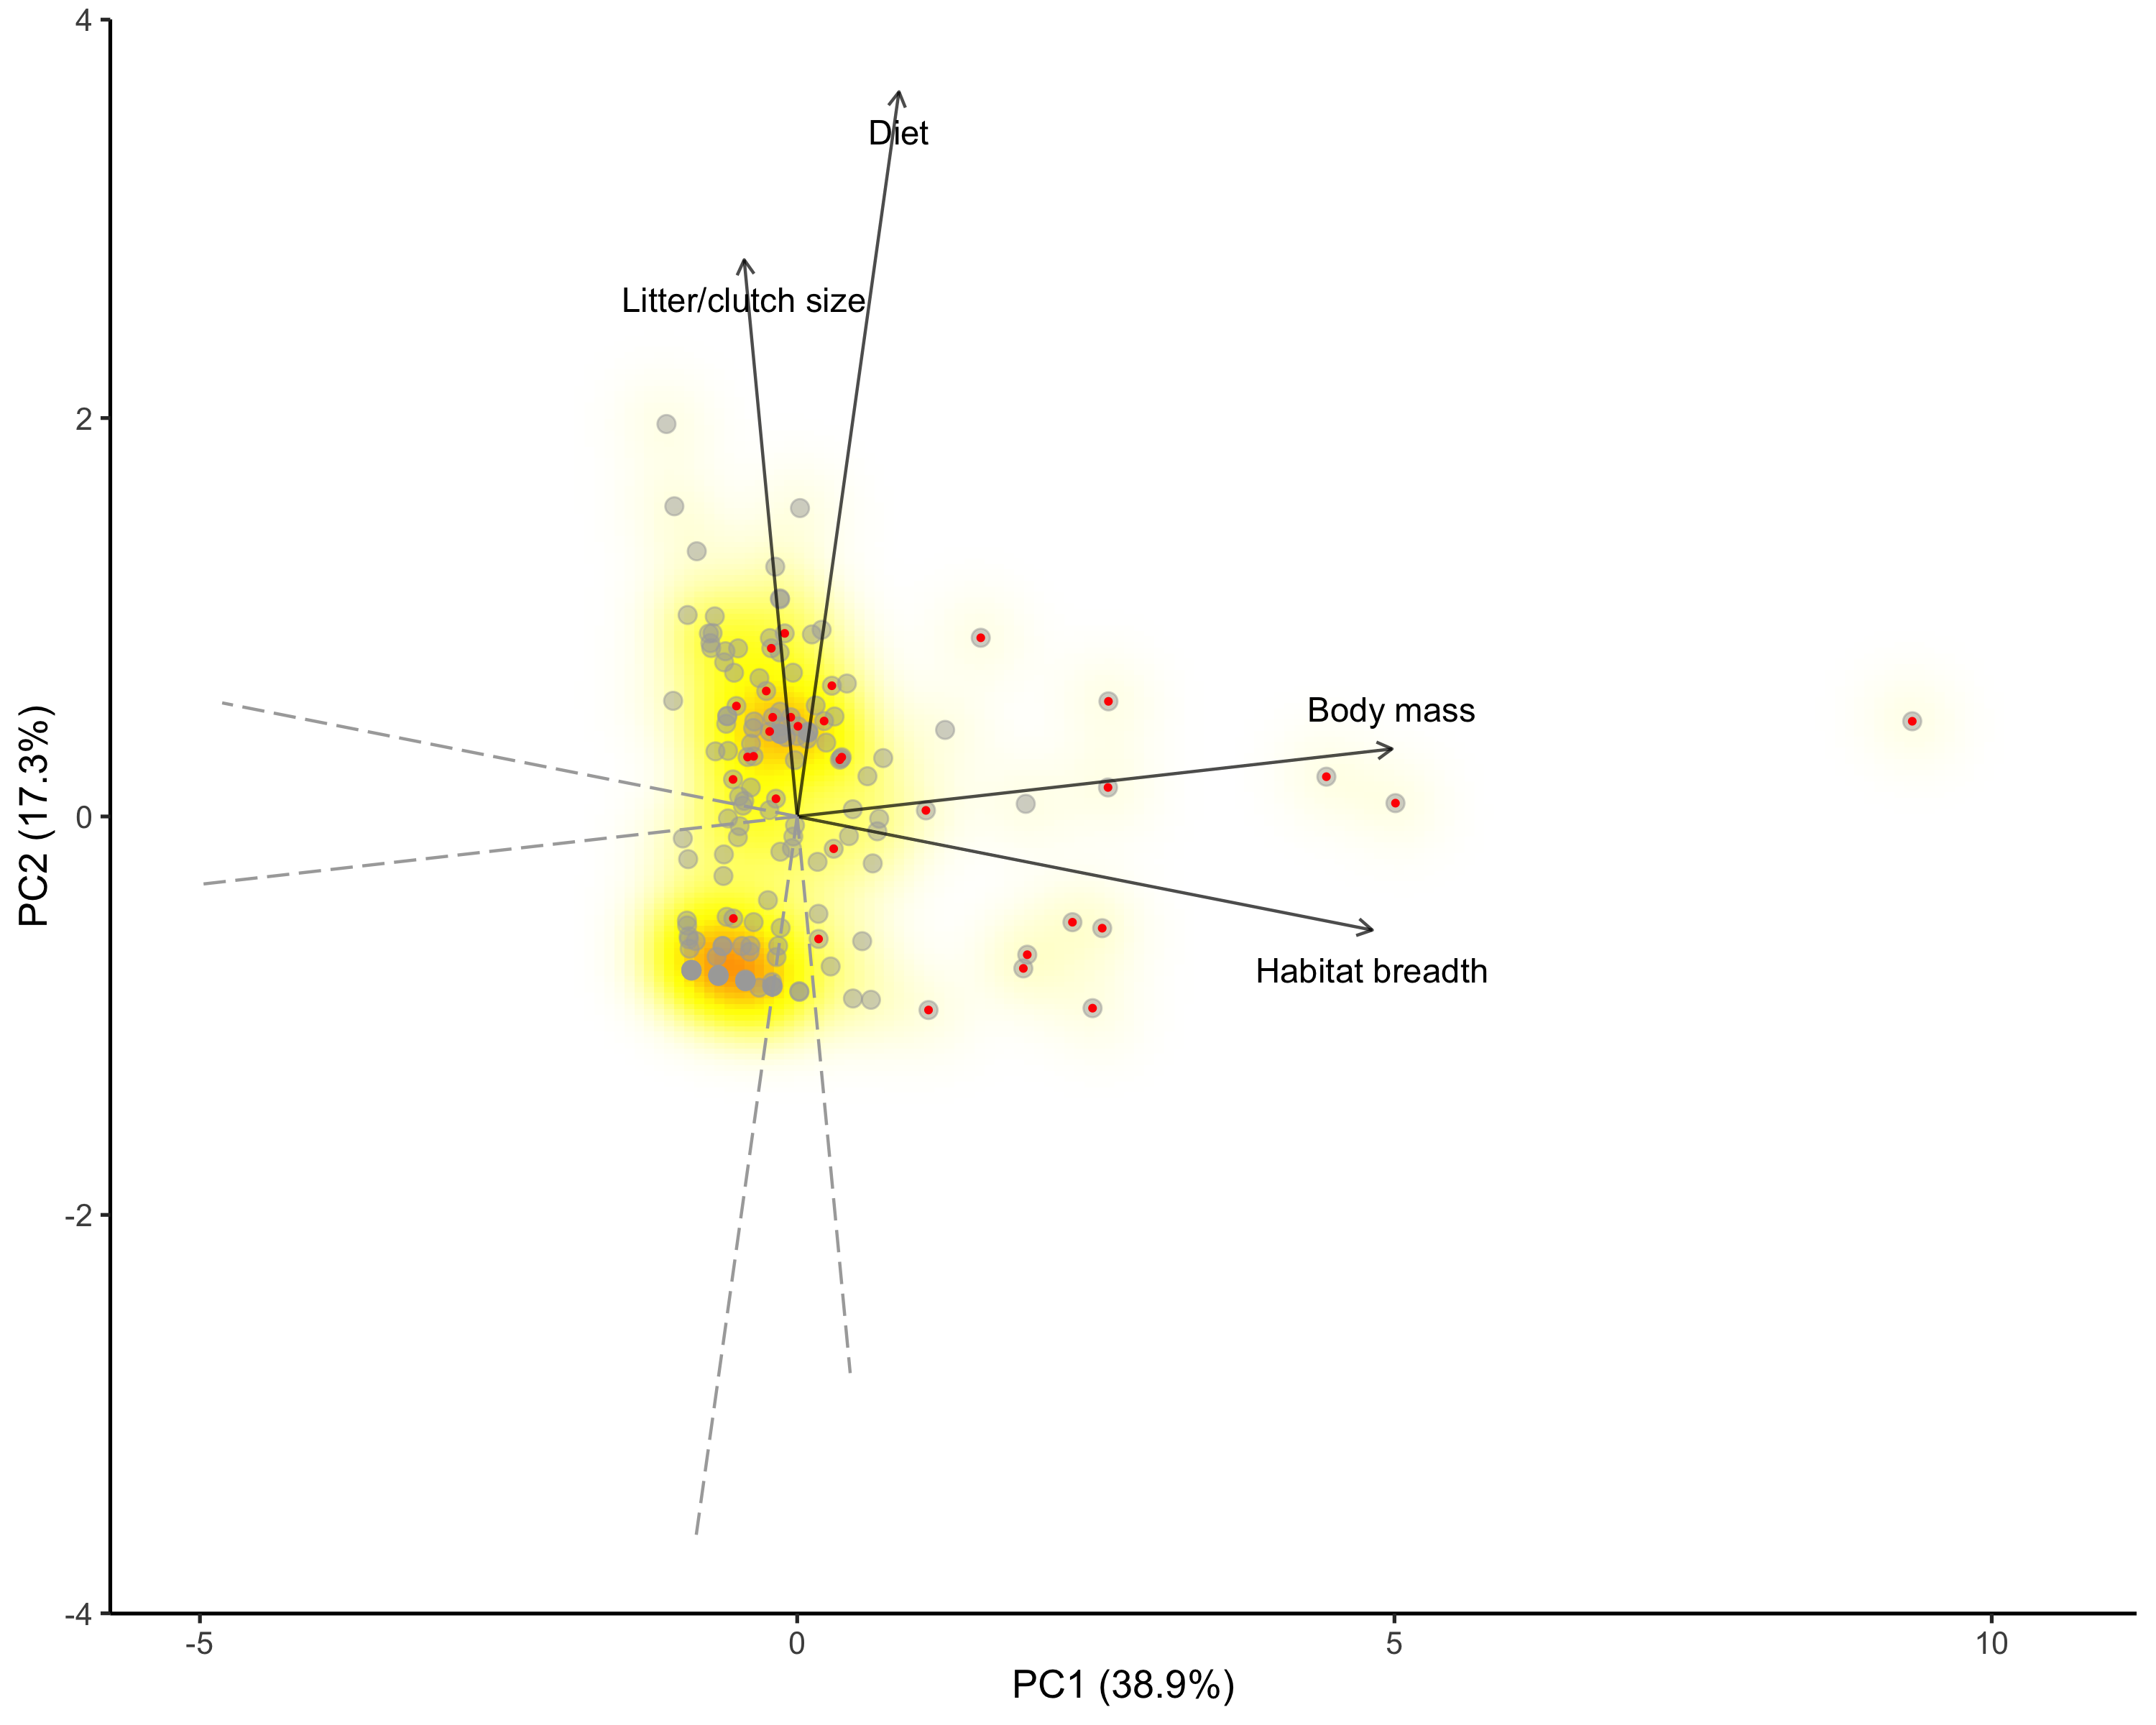 4
Diet
Litter/clutch size
2
Body mass
0
Habitat breadth
-2
-4
-5 0 5 10
PC1 (38.9%)
PC2 (17.3%)